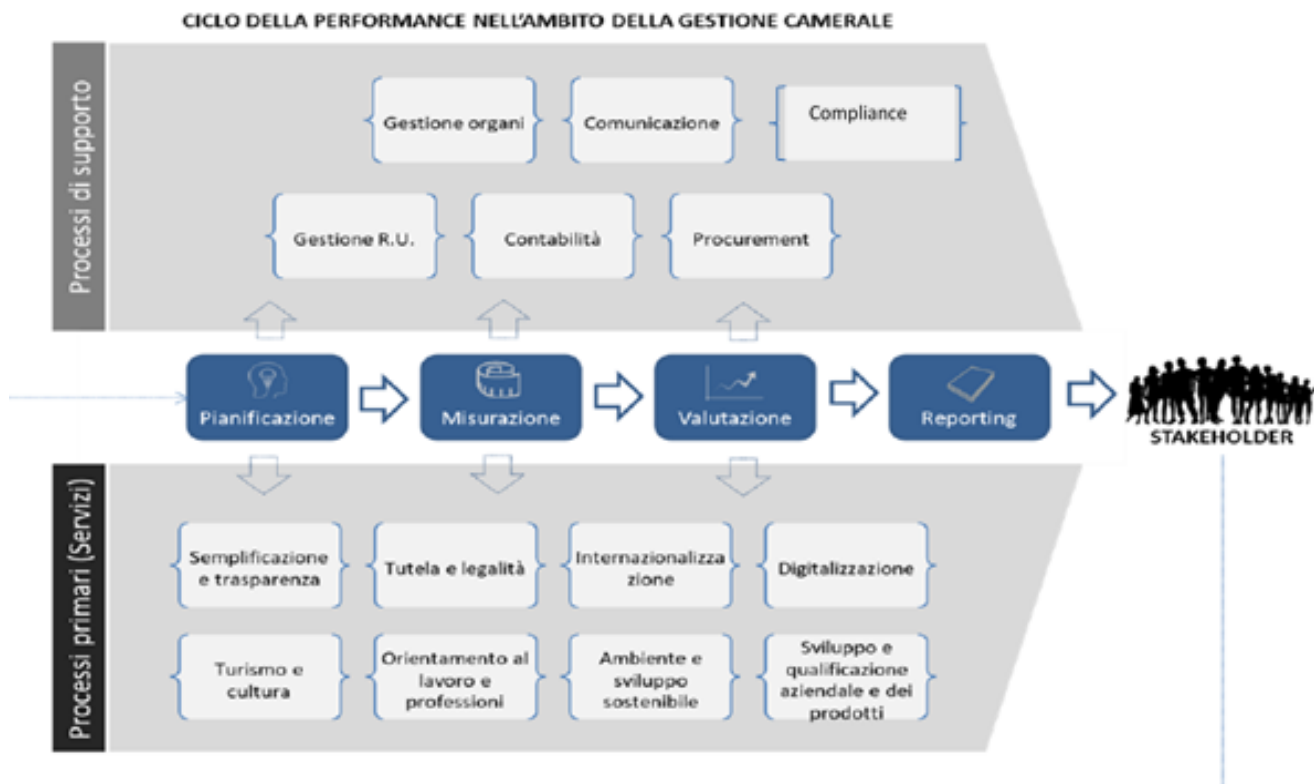 CICLO DELLA PERFORMANCE NELL'AMBITO DELLA GESTIONE CAMERALE
Processi di supporto
Gestione organi
Comunicazione
Compliance
Gestione R.U.
Contabilità
Procurement
Pianificazione
Misurazione
Valutazione
Reporting
STAKEHOLDER
Processi primari (Servizi)
Semplificazione
e trasparenza
Tutela e legalità
Internazionalizza
zione
Digitalizzazione
Turismo e
cultura
Orientamento al
lavoro e
professioni
Ambiente e
sviluppo
sostenibile
Sviluppo e
qualificazione
aziendale e dei
prodotti